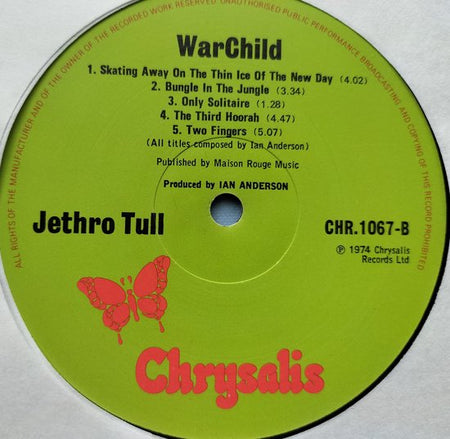 ALL RIGHTS OF THE MANUFACTURER AND OF THE OWNER OF THE RECORDED WORK RESERVED UNAUTHORISED PUBLIC PERFORMANCE BROADCASTING AND COPYING OF THIS RECORD PROHIBITED
WarChild
1. Skating Away On The Thin Ice Of The New Day (4.02)
2. Bungle In The Jungle (3.34)
3. Only Solitaire (1.28)
4. The Third Hoorah (4.47)
5. Two Fingers (5.07)
(All titles composed by Ian Anderson)
Published by Maison Rouge Music
Produced by IAN ANDERSON
Jethro Tull
CHR.1067-B
℗ 1974 Chrysalis
Records Ltd
Chrysalis